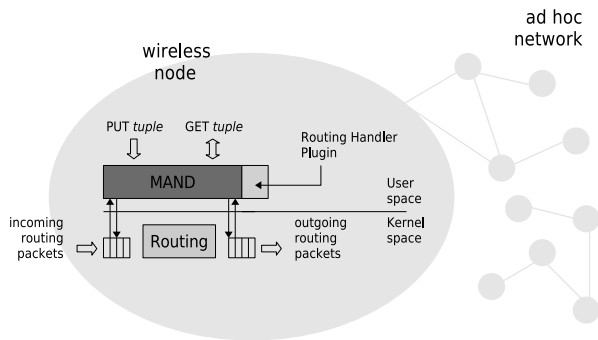 ad hoc
network
wireless
node
PUT tuple
GET tuple
Routing Handler
Plugin
MAND
User
space
incoming
routing
packets
Routing
outgoing
routing
packets
Kernel
space